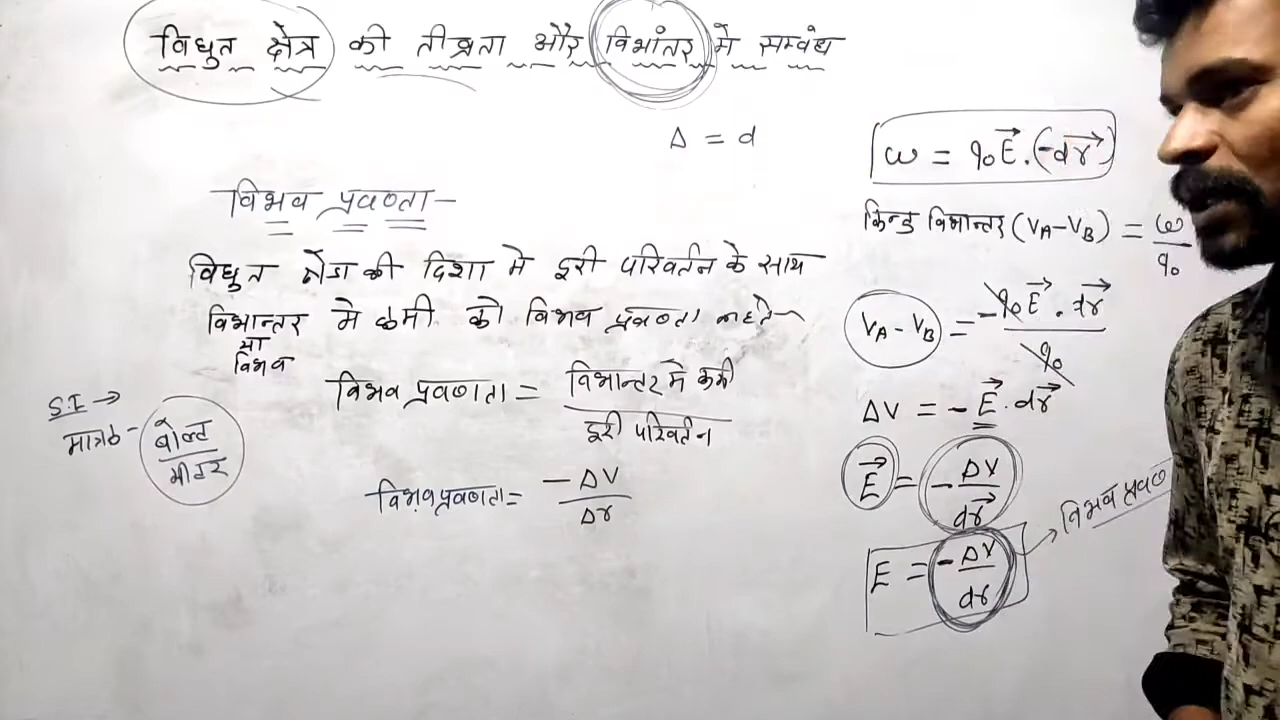 विधुत क्षेत्र की तीव्रता और विभांतर मे सम्वंध
Δ = d
विभव प्रवणता -
विधुत क्षेत्र की दिशा मे दूरी परिवर्तन के साथ
विभान्तर मे कमी को विभव प्रवणता कहते
या
विभव
विभव प्रवणता = विभान्तर मे कमी / दूरी परिवर्तन
S.I →
मात्रक - वोल्ट / मीटर
विभव प्रवणता = -ΔV / Δr
ω = q₀E⃗.(-dr⃗)
किन्तु विभान्तर (VA - VB) = ω / q₀
VA - VB = -q₀E⃗.dr⃗ / q₀
ΔV = -E⃗.dr⃗
E⃗ = -ΔV / dr⃗
E = -ΔV / dr
→ विभव प्रवण